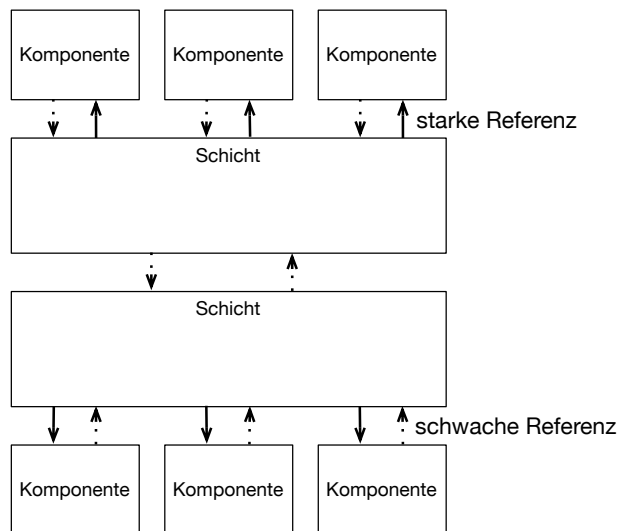 Komponente
Komponente
Komponente
starke Referenz
Schicht
Schicht
schwache Referenz
Komponente
Komponente
Komponente